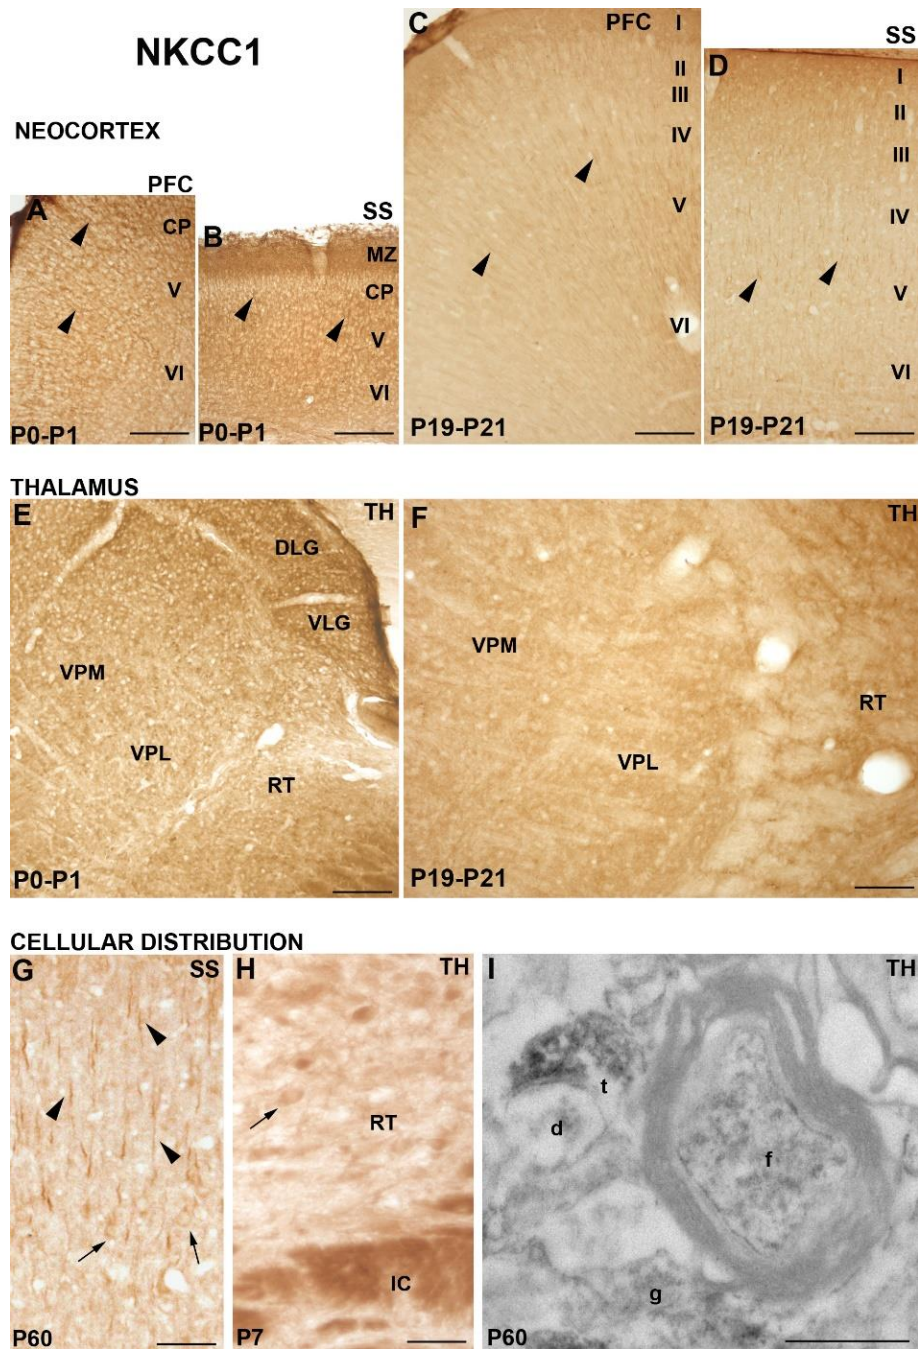 NKCC1
NEOCORTEX
A
PFC
CP
V
VI
P0-P1
B
SS
MZ
CP
V
VI
P0-P1
C
PFC
I
II
III
IV
V
VI
P19-P21
D
SS
I
II
III
IV
V
VI
P19-P21
THALAMUS
E
TH
DLG
VLG
VPM
VPL
RT
P0-P1
F
TH
VPM
RT
VPL
P19-P21
CELLULAR DISTRIBUTION
G
SS
P60
H
TH
RT
IC
P7
I
TH
t
d
f
g
P60